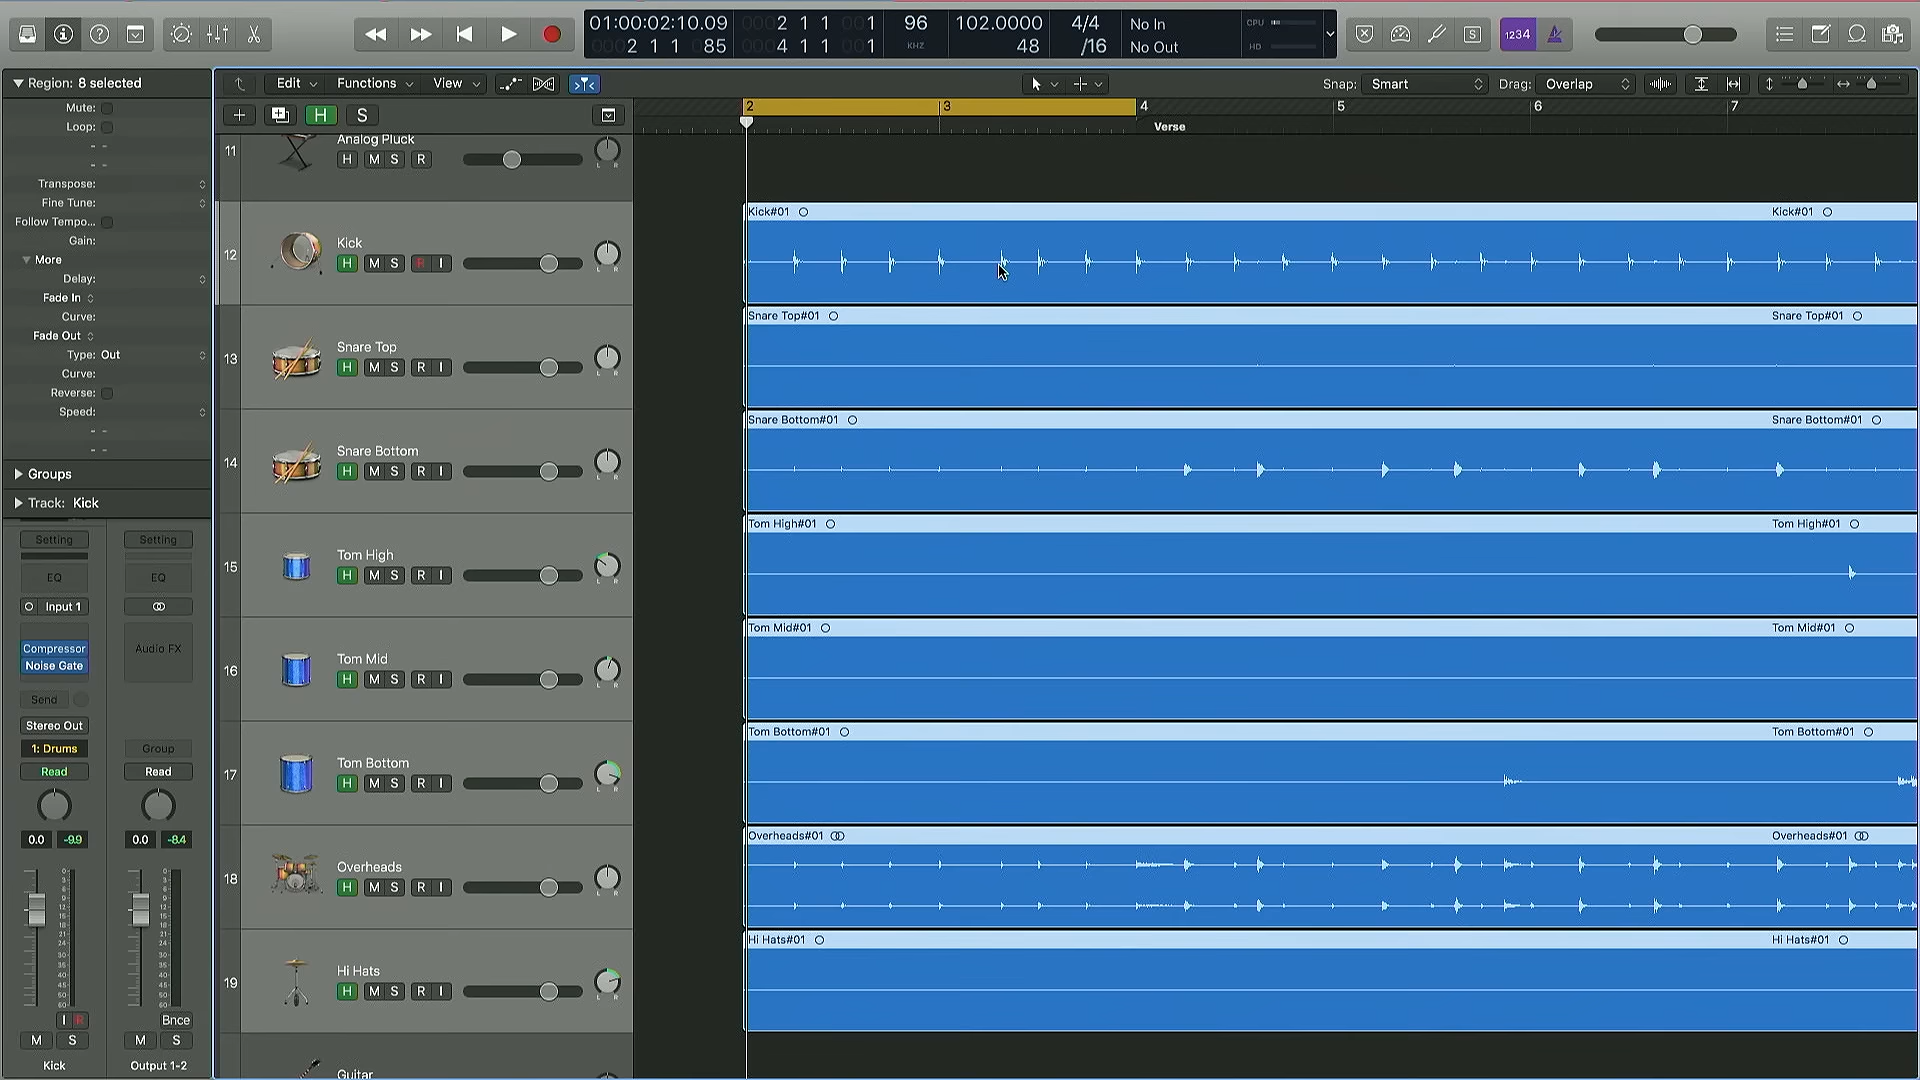 01:00:02:10.09
0002 1 1 085
0002 1 1 001
0004 1 1 001
96
KHZ
102.0000
48
4/4
/16
No In
No Out
CPU
HD
1234
Region: 8 selected
Mute:
Loop:
Transpose:
Fine Tune:
Follow Tempo...
Gain:
More
Delay:
Fade In
Curve:
Fade Out
Type: Out
Curve:
Reverse:
Speed:
Groups
Track: Kick
Setting Setting
EQ EQ
Input 1
Compressor
Noise Gate
Audio FX
Send
Stereo Out
1: Drums Group
Read Read
0.0 -9.9 0.0 -8.4
I R Bnce
M S M S
Kick Output 1-2
Edit Functions View
Snap: Smart Drag: Overlap
H S
2 3 4 5 6 7
Verse
11 Analog Pluck
H M S R
12 Kick
H M S R I
Kick#01 Kick#01
13 Snare Top
H M S R I
Snare Top#01 Snare Top#01
14 Snare Bottom
H M S R I
Snare Bottom#01 Snare Bottom#01
15 Tom High
H M S R I
Tom High#01 Tom High#01
16 Tom Mid
H M S R I
Tom Mid#01 Tom Mid#01
17 Tom Bottom
H M S R I
Tom Bottom#01 Tom Bottom#01
18 Overheads
H M S R I
Overheads#01 Overheads#01
19 Hi Hats
H M S R I
Hi Hats#01 Hi Hats#01
Guitar